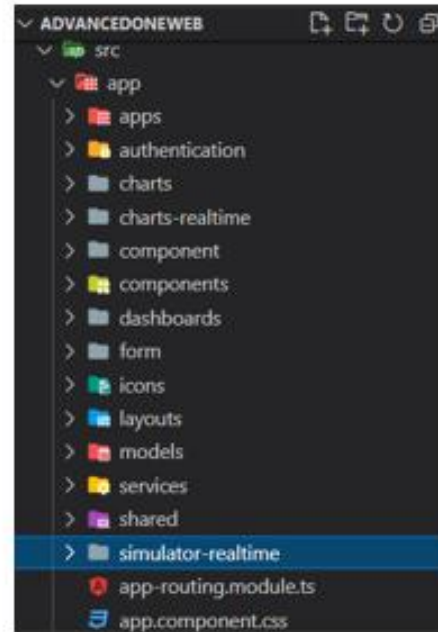 ADVANCEDONEWEB
src
app
apps
authentication
charts
charts-realtime
component
components
dashboards
form
icons
layouts
models
services
shared
simulator-realtime
app-routing.module.ts
app.component.css